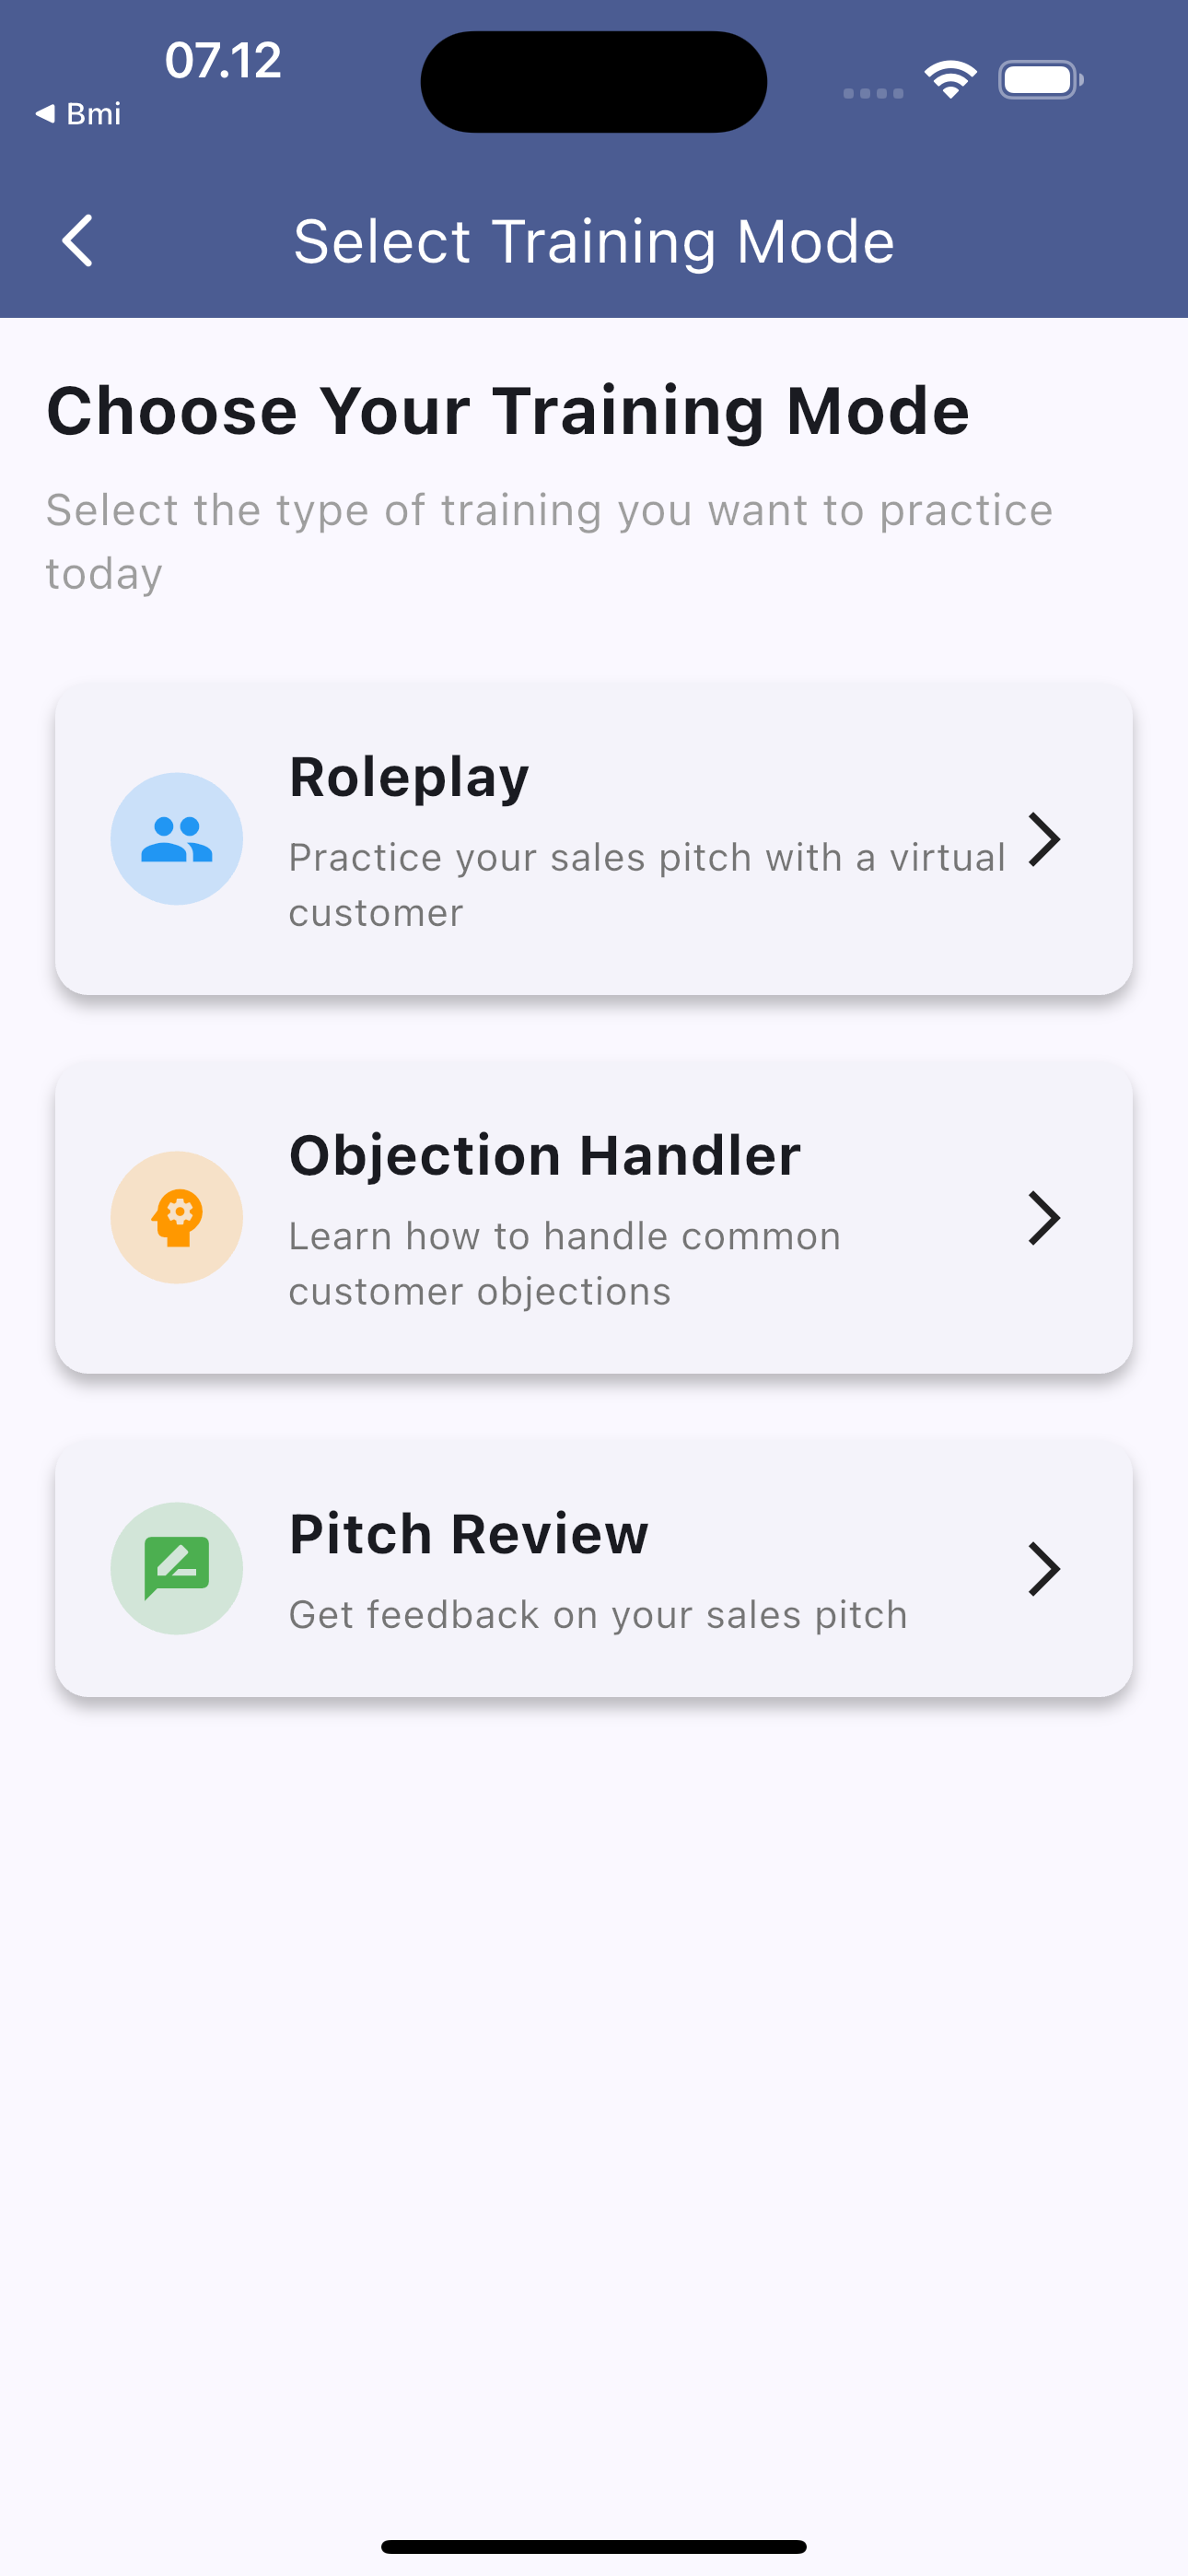 07.12
Bmi
Select Training Mode
Choose Your Training Mode
Select the type of training you want to practice
today
Roleplay
Practice your sales pitch with a virtual
customer
Objection Handler
Learn how to handle common
customer objections
Pitch Review
Get feedback on your sales pitch